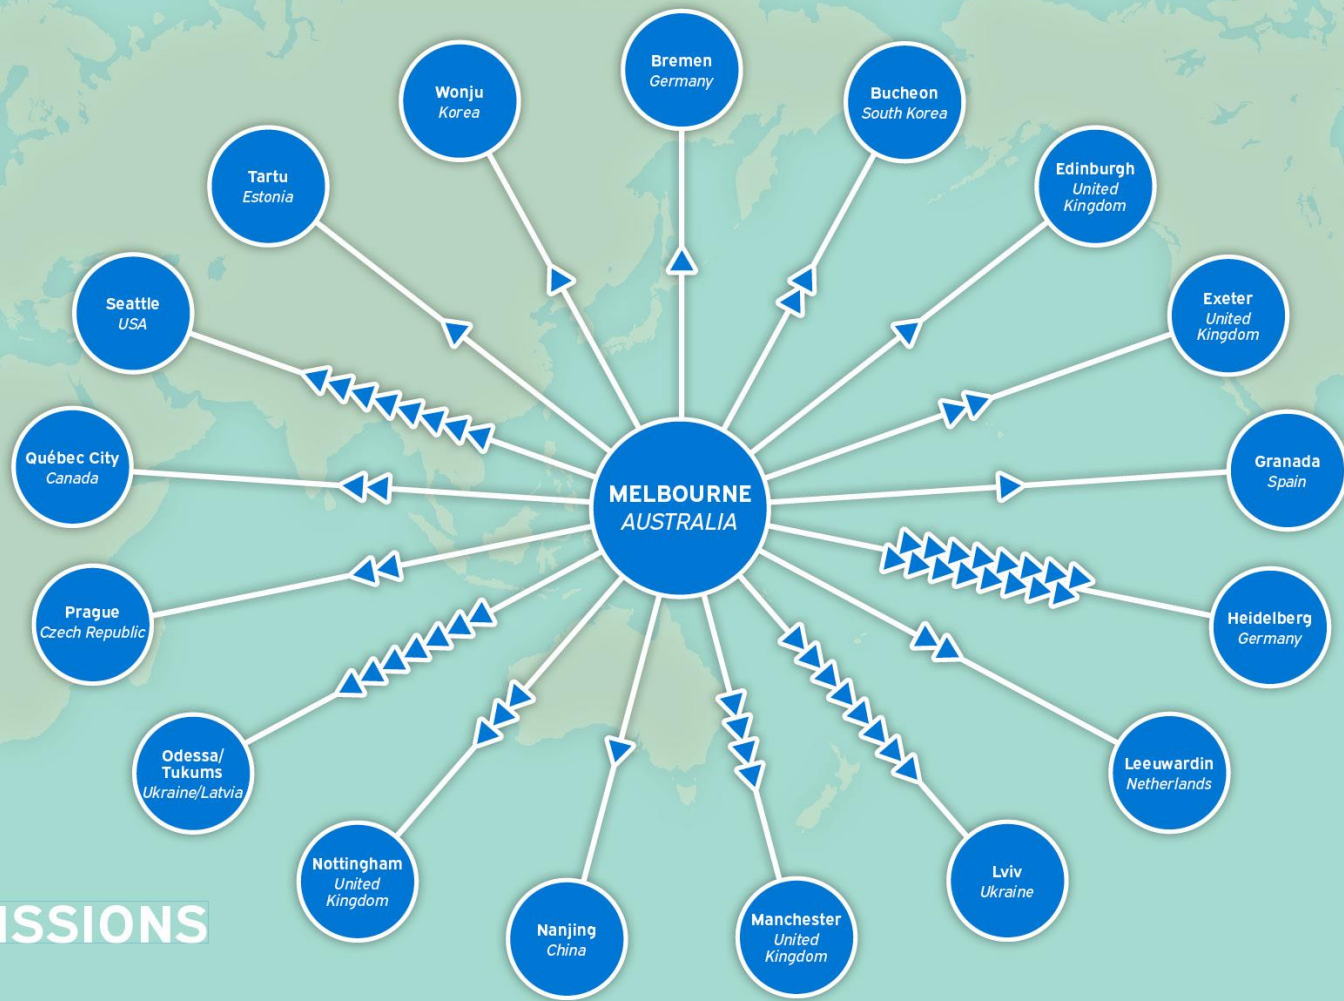 Bremen
Germany
Wonju
Korea
Bucheon
South Korea
Tartu
Estonia
Edinburgh
United
Kingdom
Seattle
USA
Exeter
United
Kingdom
Québec City
Canada
MELBOURNE
AUSTRALIA
Granada
Spain
Prague
Czech Republic
Heidelberg
Germany
Odessa/
Tukums
Ukraine/Latvia
Leeuwardin
Netherlands
Nottingham
United
Kingdom
Lviv
Ukraine
Nanjing
China
Manchester
United
Kingdom
ISSIONS